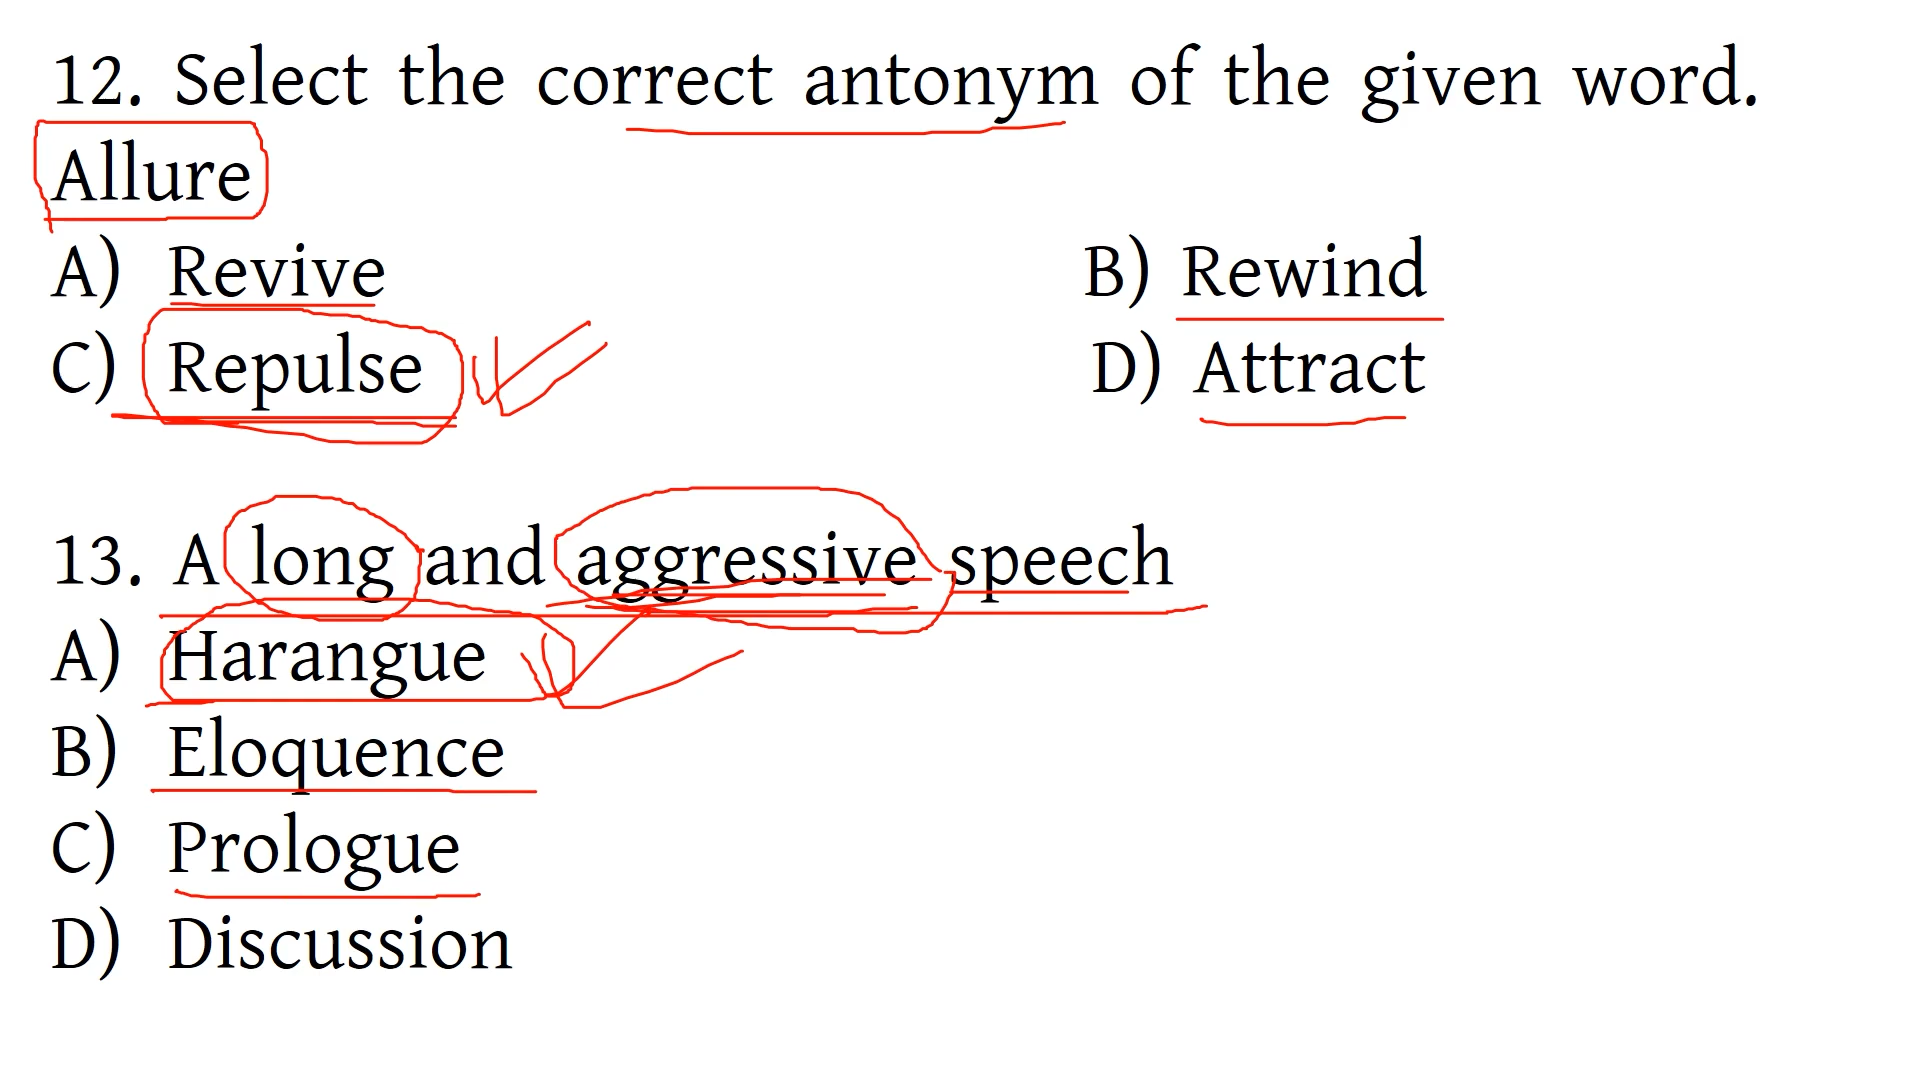 12. Select the correct antonym of the given word.
Allure
A) Revive B) Rewind
C) Repulse D) Attract
13. A long and aggressive speech
A) Harangue
B) Eloquence
C) Prologue
D) Discussion